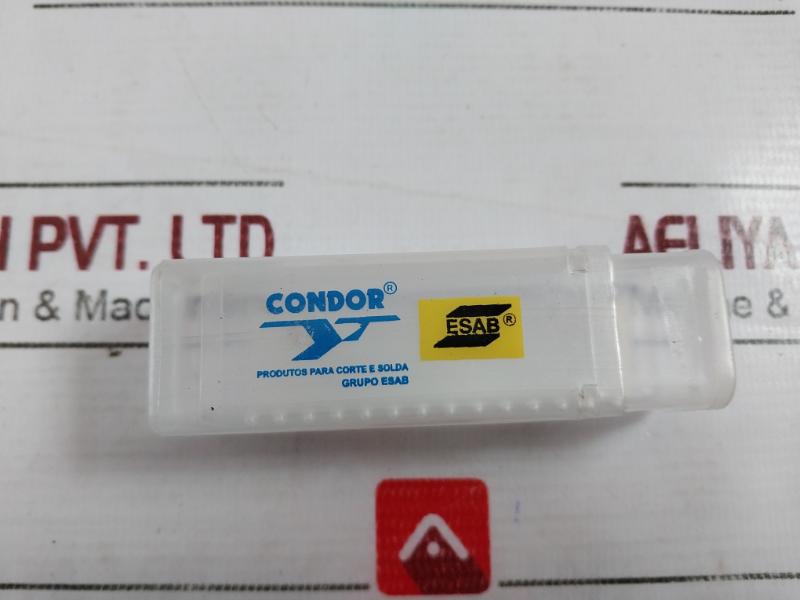 N PVT. LTD
AELIYA
n & Mac
e &
CONDOR®
ESAB®
PRODUTOS PARA CORTE E SOLDA
GRUPO ESAB